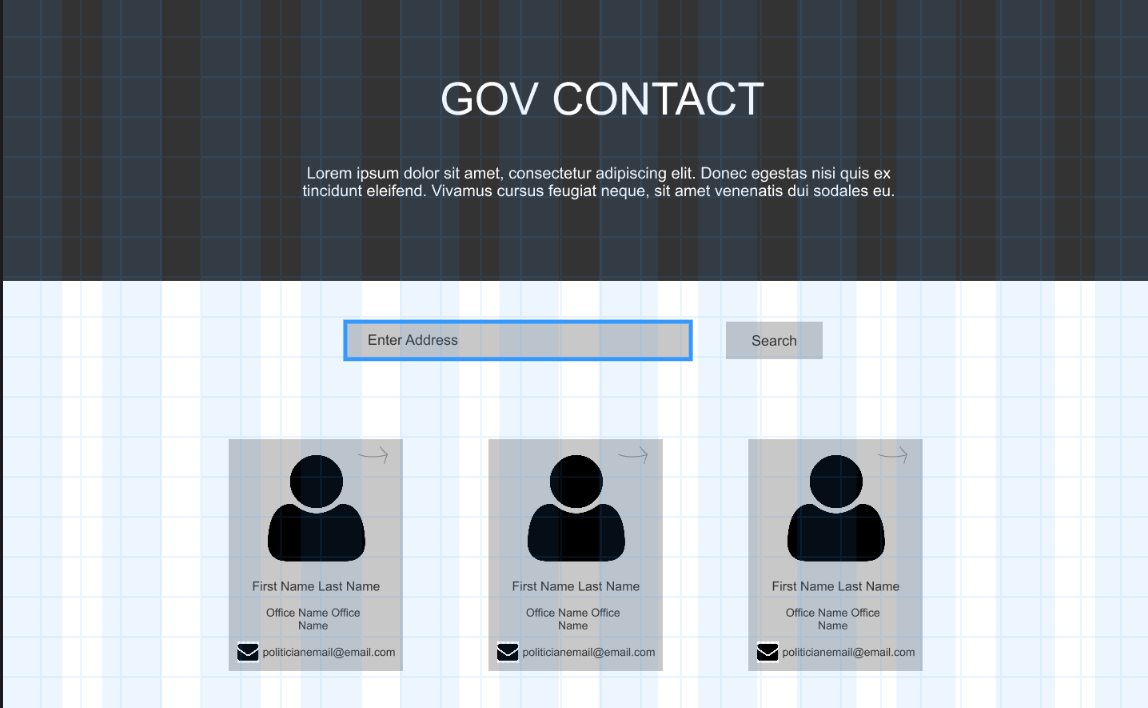 GOV CONTACT
Lorem ipsum dolor sit amet, consectetur adipiscing elit. Donec egestas nisi quis ex
tincidunt eleifend. Vivamus cursus feugiat neque, sit amet venenatis dui sodales eu.
Enter Address
Search
First Name Last Name
Office Name Office
Name
politicianemail@email.com
First Name Last Name
Office Name Office
Name
politicianemail@email.com
First Name Last Name
Office Name Office
Name
politicianemail@email.com